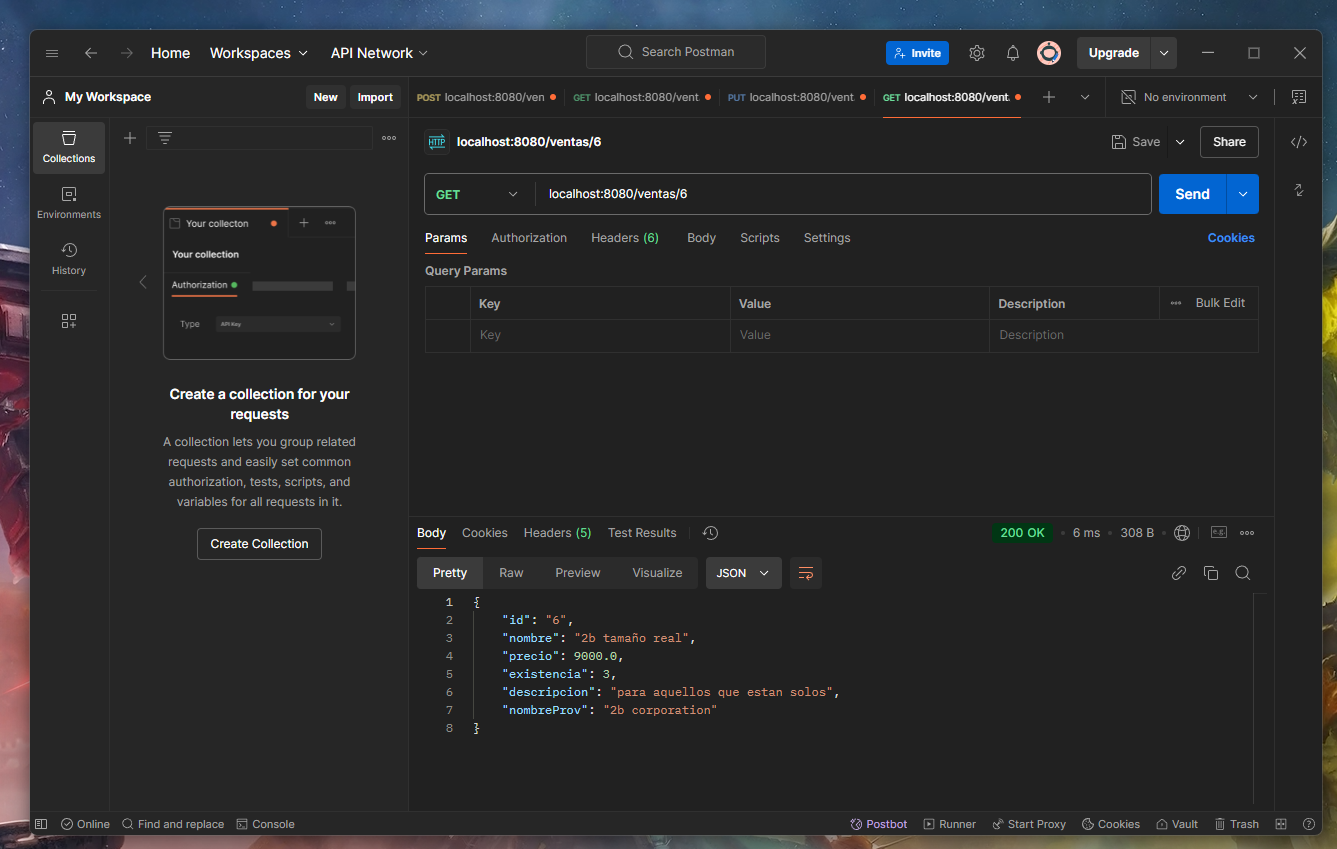 Home Workspaces API Network Search Postman Invite Upgrade
My Workspace New Import POST localhost:8080/ven GET localhost:8080/vent PUT localhost:8080/vent GET localhost:8080/vent. No environment
Collections
Environments
History
Your collecton
Your collection
Authorization
Type API Key
Create a collection for your
requests
A collection lets you group related
requests and easily set common
authorization, tests, scripts, and
variables for all requests in it.
Create Collection
HTTP localhost:8080/ventas/6 Save Share
GET localhost:8080/ventas/6 Send
Params Authorization Headers (6) Body Scripts Settings Cookies
Query Params
Key Value Description Bulk Edit
Key Value Description
Body Cookies Headers (5) Test Results 200 OK 6 ms 308 B e.g.
Pretty Raw Preview Visualize JSON
1 {
2 "id": "6",
3 "nombre": "2b tamaño real",
4 "precio": 9000.0,
5 "existencia": 3,
6 "descripcion": "para aquellos que estan solos",
7 "nombreProv": "2b corporation"
8 }
Online Find and replace Console Postbot Runner Start Proxy Cookies Vault Trash